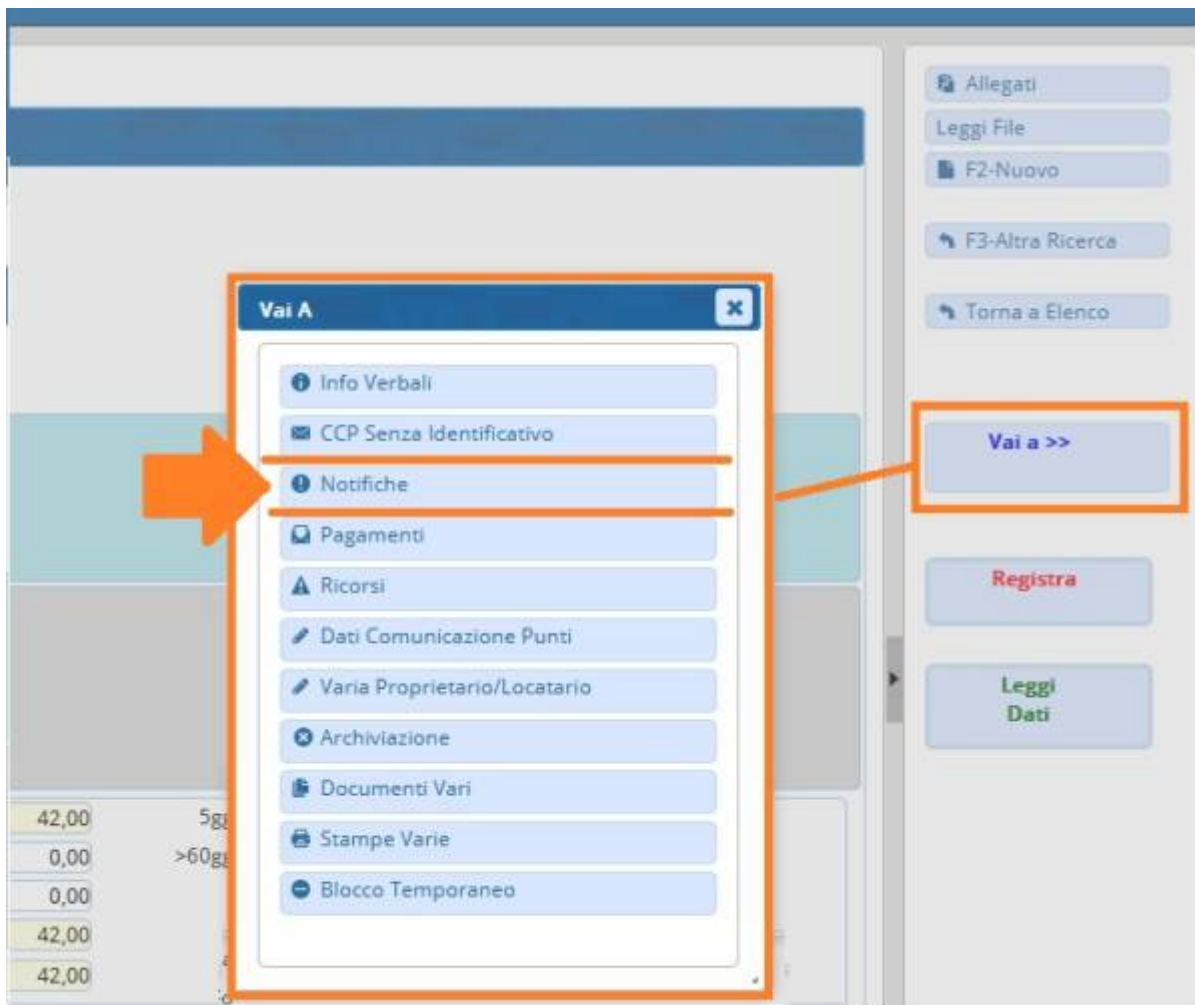 Allegati
Leggi File
F2-Nuovo
F3-Altra Ricerca
Torna a Elenco
Vai A
Info Verbali
CCP Senza Identificativo
Notifiche
Pagamenti
Ricorsi
Dati Comunicazione Punti
Varia Proprietario/Locatario
Archiviazione
Documenti Vari
Stampe Varie
Blocco Temporaneo
Vai a >>
Registra
Leggi
Dati
42,00 5gg
0,00 >60gg
0,00
42,00
42,00